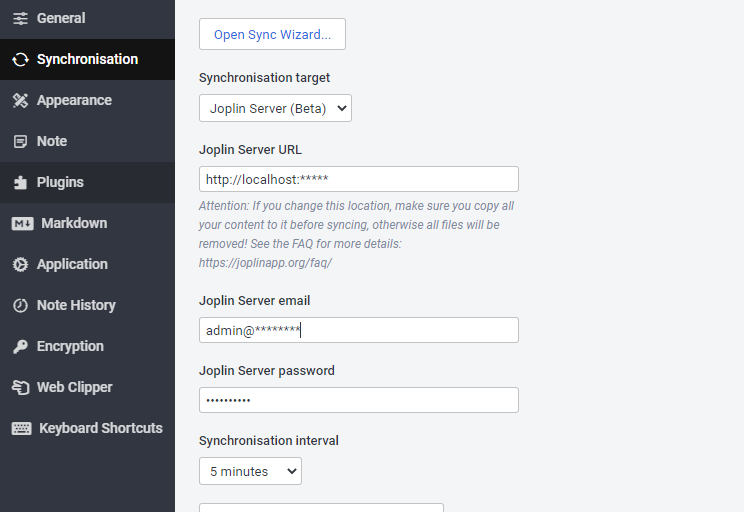 General
Synchronisation
Appearance
Note
Plugins
M Markdown
Application
Note History
Encryption
Web Clipper
Keyboard Shortcuts
Open Sync Wizard...
Synchronisation target
Joplin Server (Beta)
Joplin Server URL
http://localhost:*****
Attention: If you change this location, make sure you copy all
your content to it before syncing, otherwise all files will be
removed! See the FAQ for more details:
https://joplinapp.org/faq/
Joplin Server email
admin@********
Joplin Server password
••••••••••
Synchronisation interval
5 minutes